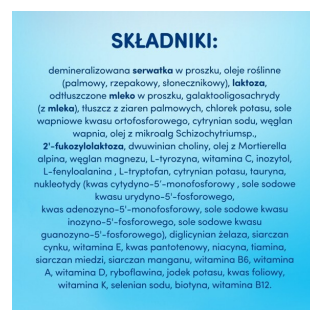 SKŁADNIKI:
demineralizowana serwatka w proszku, oleje roślinne
(palmowy, rzepakowy, słonecznikowy), laktoza,
odtłuszczone mleko w proszku, galaktooligosachrydy
(z mleka), tłuszcz z ziaren palmowych, chlorek potasu, sole
wapniowe kwasu ortofosforowego, cytrynian sodu, węglan
wapnia, olej z mikroalg Schizochytriumsp.,
2'-fukozylolaktoza, dwuwinian choliny, olej z Mortierella
alpina, węglan magnezu, L-tyrozyna, witamina C, inozytol,
L-fenyloalanina , L-tryptofan, cytrynian potasu, tauryna,
nukleotydy (kwas cytydyno-5'-monofosforowy , sole sodowe
kwasu urydyno-5'-fosforowego,
kwas adenozyno-5'-monofosforowy, sole sodowe kwasu
inozyno-5'-fosforowego, sole sodowe kwasu
guanozyno-5'-fosforowego), diglicynian żelaza, siarczan
cynku, witamina E, kwas pantotenowy, niacyna, tiamina,
siarczan miedzi, siarczan manganu, witamina B6, witamina
A, witamina D, ryboflawina, jodek potasu, kwas foliowy,
witamina K, selenian sodu, biotyna, witamina B12.